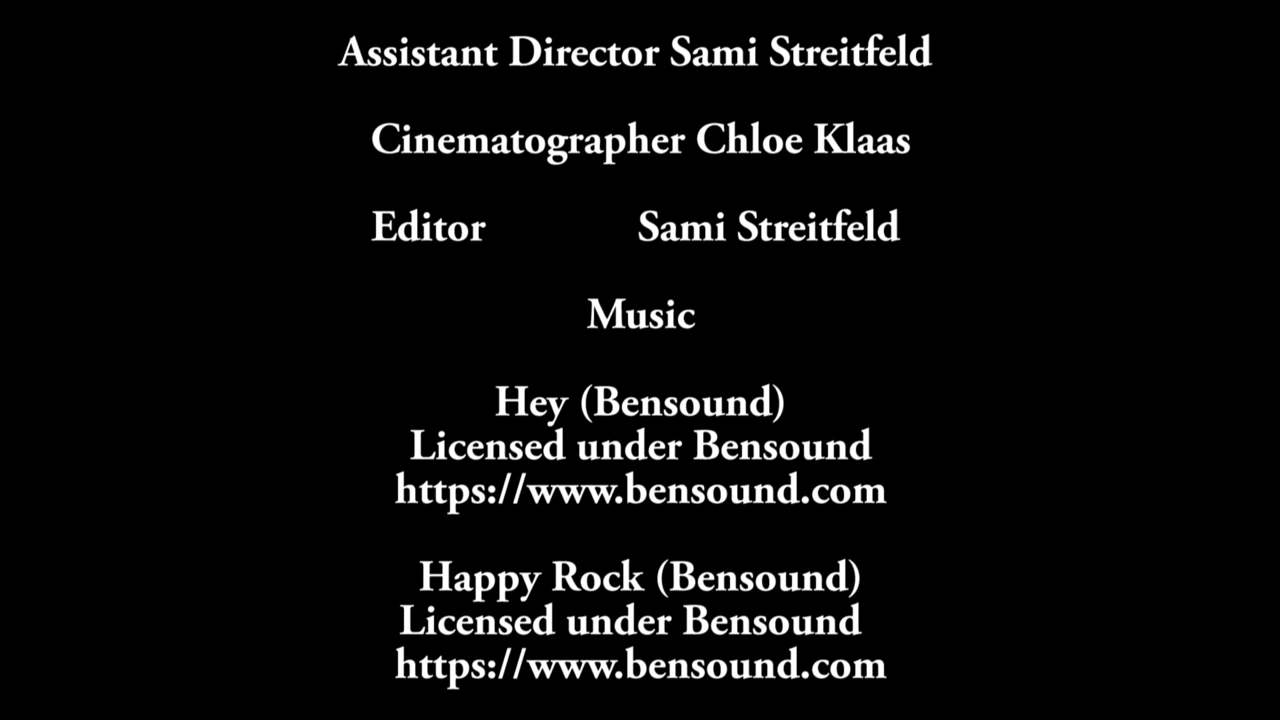 Assistant Director Sami Streitfeld
Cinematographer Chloe Klaas
Editor Sami Streitfeld
Music
Hey (Bensound)
Licensed under Bensound
https://www.bensound.com
Happy Rock (Bensound)
Licensed under Bensound
https://www.bensound.com